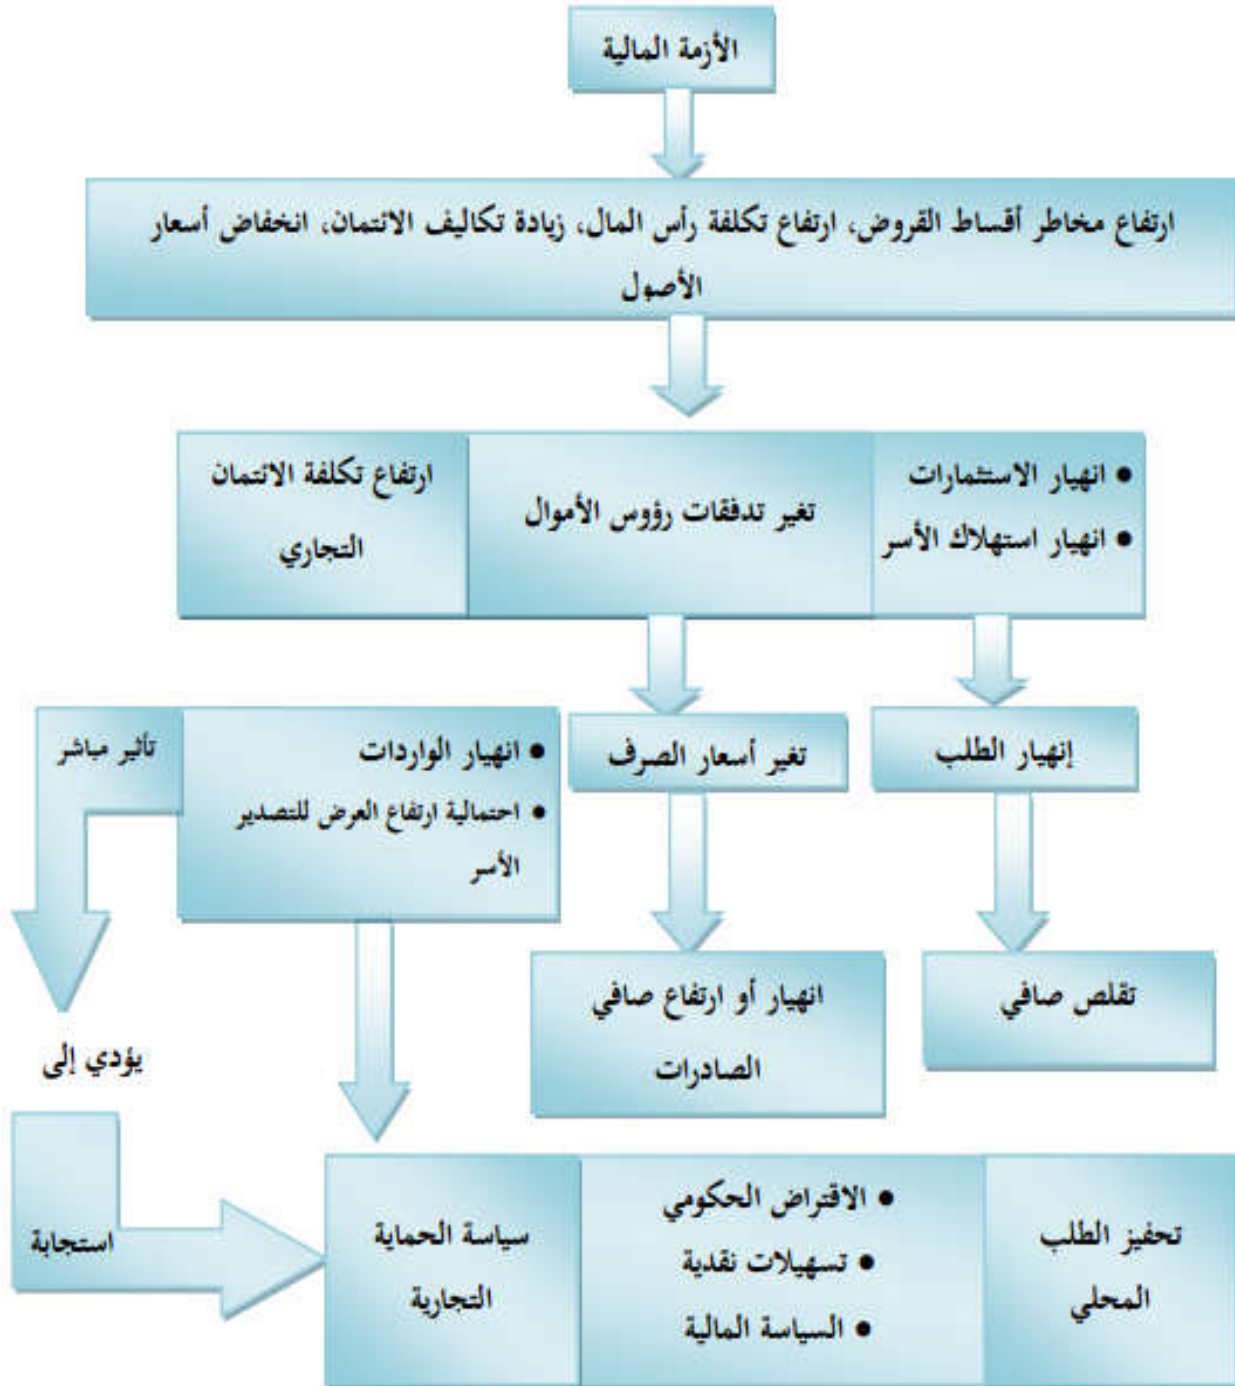 الأزمة المالية
ارتفاع مخاطر أقساط القروض، ارتفاع تكلفة رأس المال، زيادة تكاليف الائتمان، انخفاض أسعار
الأصول
• انهيار الاستثمارات
• انهيار استهلاك الأسر
تغير تدفقات رؤوس الأموال
ارتفاع تكلفة الائتمان
التجاري
إنهيار الطلب
تغير أسعار الصرف
• انهيار الواردات
• احتمالية ارتفاع العرض للتصدير
الأسر
تأثير مباشر
تقلص صافي
انهيار أو ارتفاع صافي
الصادرات
يؤدي إلى
تحفيز الطلب
المحلي
• الاقتراض الحكومي
• تسهيلات نقدية
• السياسة المالية
سياسة الحماية
التجارية
استجابة